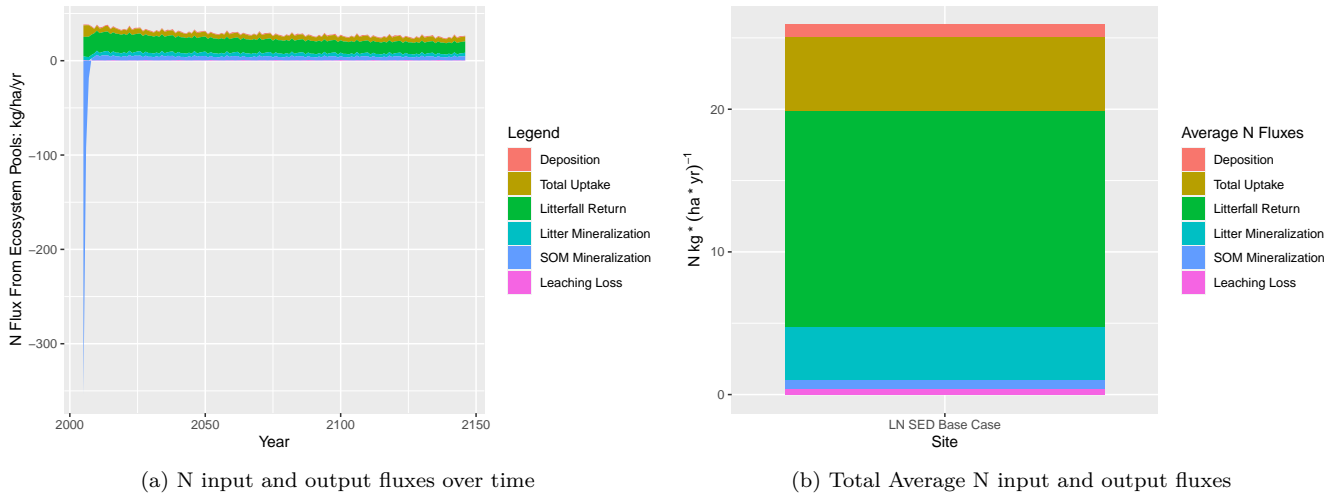 N Flux From Ecosystem Pools: kg/ha/yr
0
−100
−200
−300
2000
2050
2100
2150
Year
Legend
Deposition
Total Uptake
Litterfall Return
Litter Mineralization
SOM Mineralization
Leaching Loss
(a) N input and output fluxes over time
N kg* (ha * yr)⁻¹
20
10
0
LN SED Base Case
Site
Average N Fluxes
Deposition
Total Uptake
Litterfall Return
Litter Mineralization
SOM Mineralization
Leaching Loss
(b) Total Average N input and output fluxes